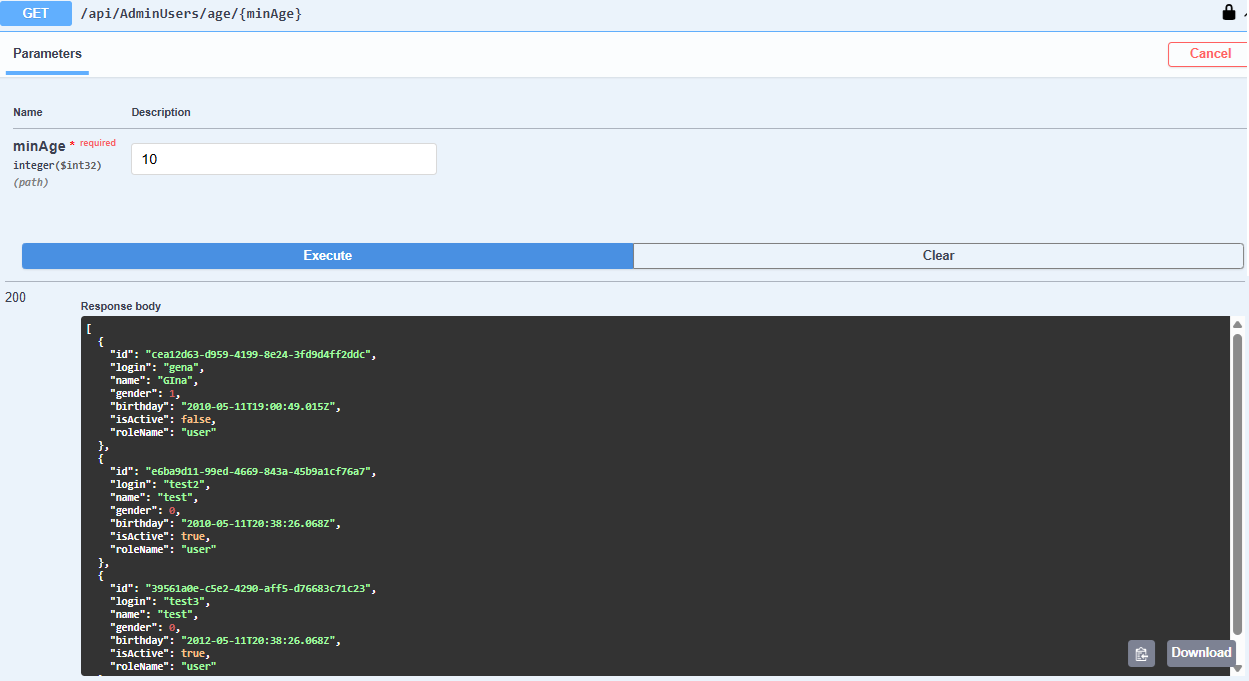 GET /api/AdminUsers/age/{minAge}
Parameters
Cancel
Name Description
minAge * required
integer($int32)
(path)
10
Execute Clear
200
Response body
[
{
"id": "cea12d63-d959-4199-8e24-3fd9d4ff2ddc",
"login": "gena",
"name": "GIna",
"gender": 1,
"birthday": "2010-05-11T19:00:49.015Z",
"isActive": false,
"roleName": "user"
},
{
"id": "e6ba9d11-99ed-4669-843a-45b9a1cf76a7",
"login": "test2",
"name": "test",
"gender": 0,
"birthday": "2010-05-11T20:38:26.068Z",
"isActive": true,
"roleName": "user"
},
{
"id": "39561a0e-c5e2-4290-aff5-d76683c71c23",
"login": "test3",
"name": "test",
"gender": 0,
"birthday": "2012-05-11T20:38:26.068Z",
"isActive": true,
"roleName": "user"
Download